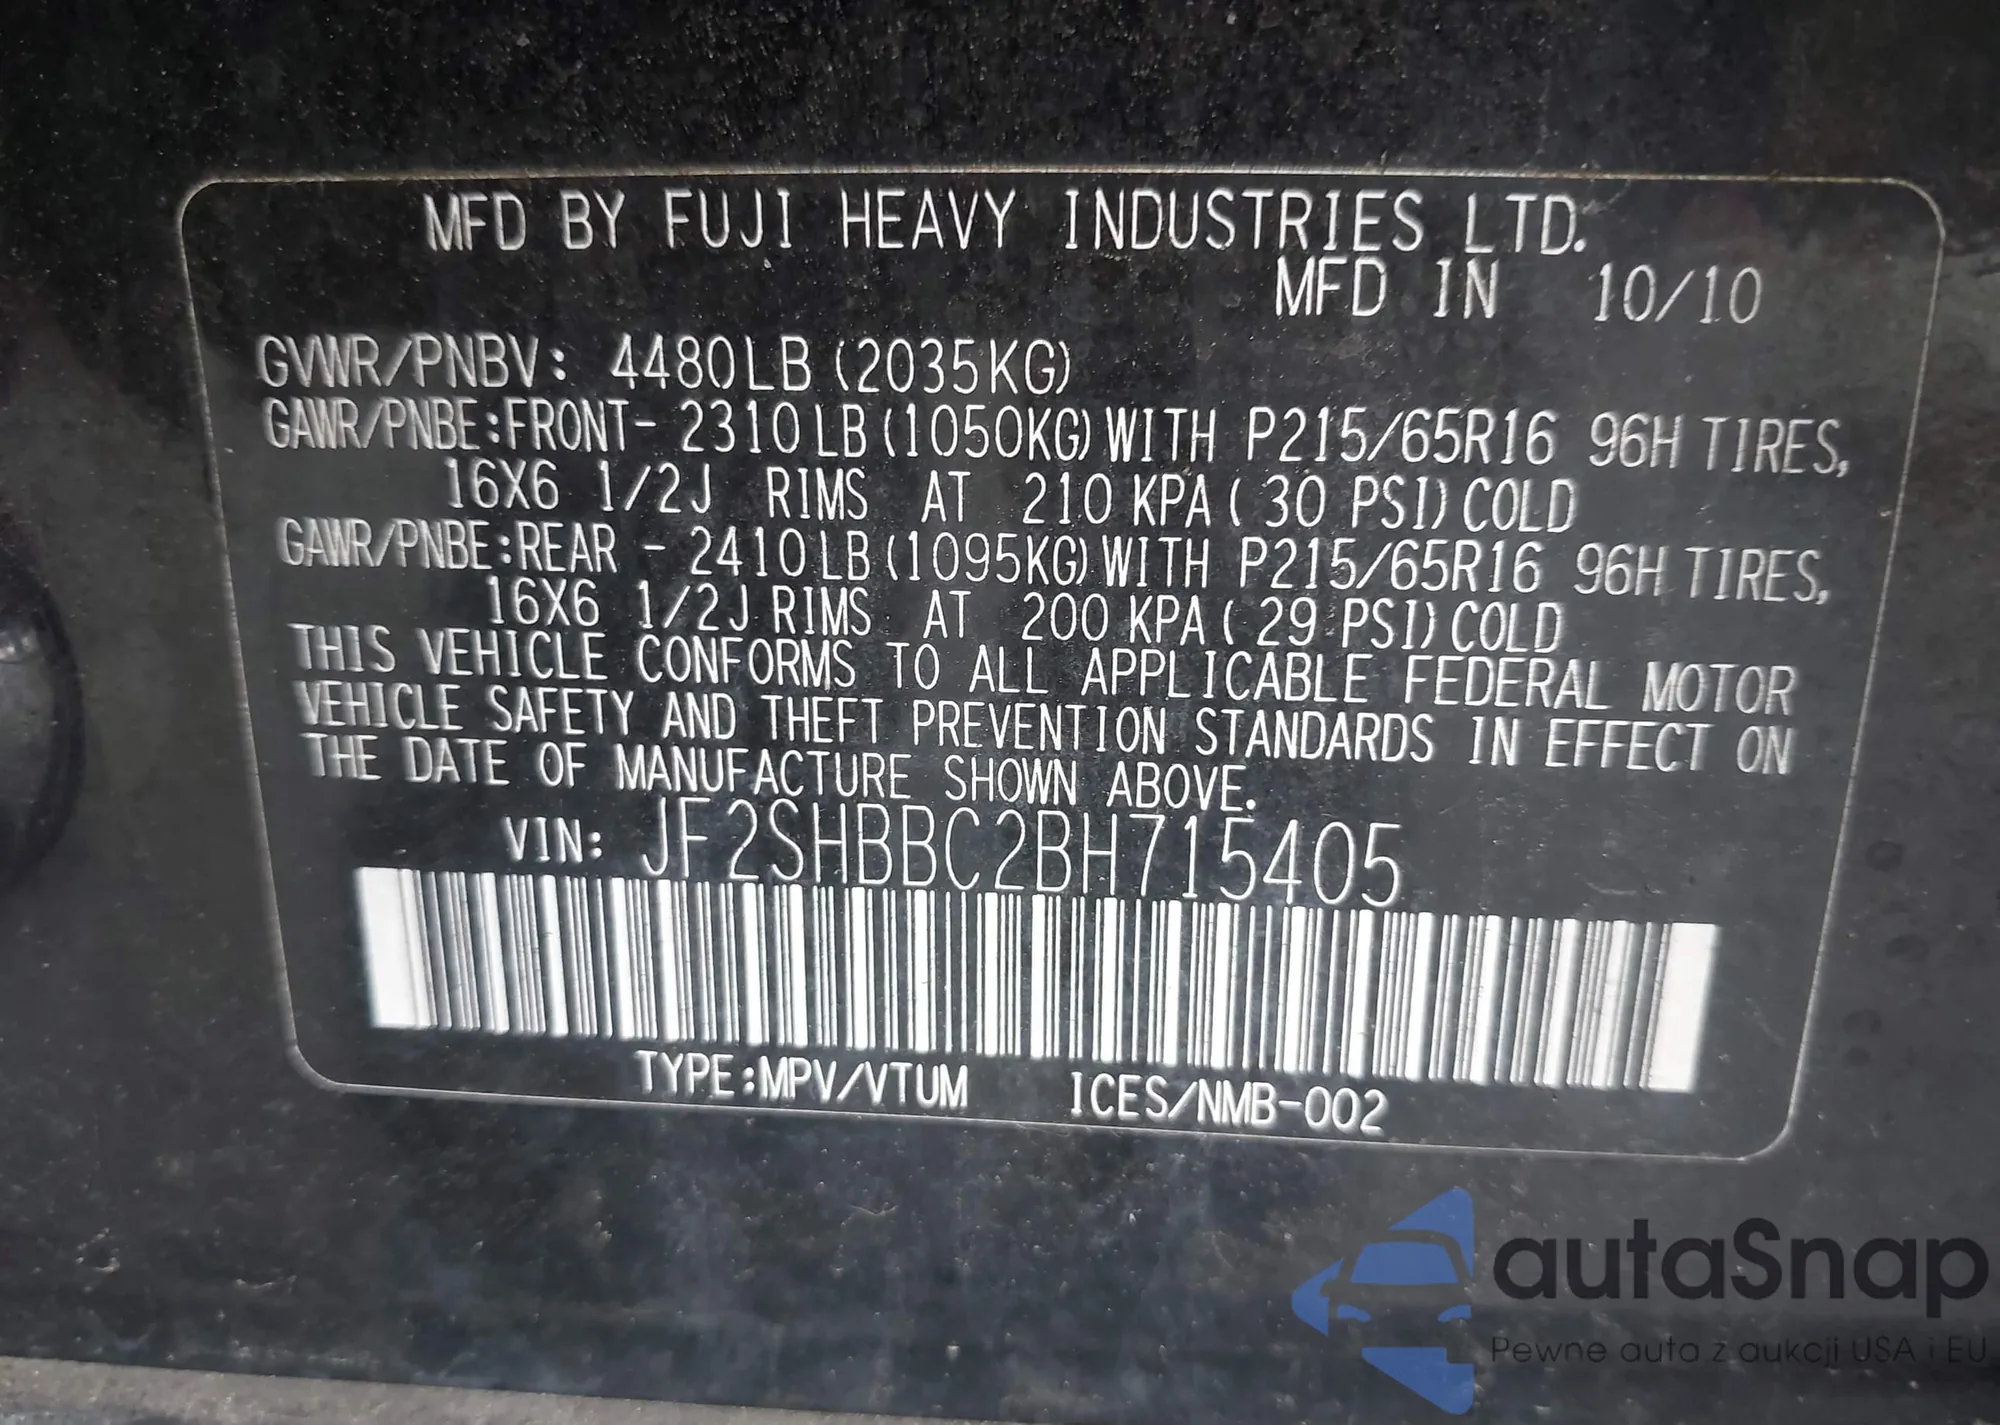 MFD BY FUJI HEAVY INDUSTRIES LTD.
MFD IN 10/10
GVWR/PNBV: 4480LB (2035KG)
GAWR/PNBE:FRONT- 2310LB(1050KG)WITH P215/65R16 96H TIRES,
16X6 1/2J RIMS AT 210 KPA( 30 PSI)COLD
GAWR/PNBE:REAR - 2410LB(1095KG)WITH P215/65R16 96H TIRES,
16X6 1/2J RIMS AT 200 KPA( 29 PSI)COLD
THIS VEHICLE CONFORMS TO ALL APPLICABLE FEDERAL MOTOR
VEHICLE SAFETY AND THEFT PREVENTION STANDARDS IN EFFECT ON
THE DATE OF MANUFACTURE SHOWN ABOVE.
VIN: JF2SHBBC2BH715405
TYPE:MPV/VTUM ICES/NMB-002
autaSnap
Pewne auta z aukcji USA i EU